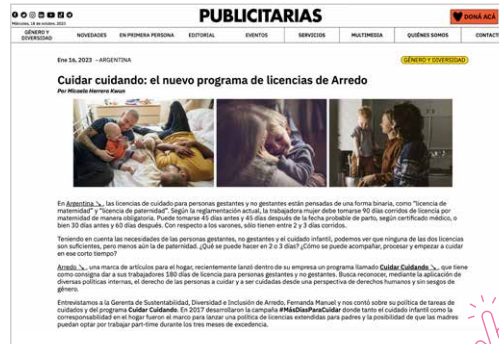 Miércoles, 18 de octubre, 2023
PUBLICITARIAS
DONÁ ACÁ
GÉNERO Y DIVERSIDAD
NOVEDADES
EN PRIMERA PERSONA
EDITORIAL
EVENTOS
SERVICIOS
MULTIMEDIA
QUIÉNES SOMOS
CONTACT
Ene 16, 2023 - ARGENTINA
GÉNERO Y DIVERSIDAD
Cuidar cuidando: el nuevo programa de licencias de Arredo
Por Micaela Herrera Kwan
En Argentina, las licencias de cuidado para personas gestantes y no gestantes están pensadas de una forma binaria, como "licencia de
maternidad" y "licencia de paternidad". Según la reglamentación actual, la trabajadora mujer debe tomarse 90 días corridos de licencia por
maternidad de manera obligatoria. Puede tomarse 45 días antes y 45 días después de la fecha probable de parto, según certificado médico, o
bien 30 días antes y 60 días después. Con respecto a los varones, sólo tienen entre 2 y 3 días corridos.
Teniendo en cuenta las necesidades de las personas gestantes, no gestantes y el cuidado infantil, podemos ver que ninguna de las dos licencias
son suficientes, pero menos aún la de paternidad. ¿Qué se puede hacer en 2 o 3 días? ¿Cómo se puede acompañar, procesar y empezar a cuidar
en ese corto tiempo?
Arredo, una marca de artículos para el hogar, recientemente lanzó dentro de su empresa un programa llamado Cuidar Cuidando, que tiene
como consigna dar a sus trabajadores 180 días de licencia para personas gestantes y no gestantes. Busca reconocer, mediante la aplicación de
diversas políticas internas, el derecho de las personas a cuidar y a ser cuidadas desde una perspectiva de derechos humanos y sin sesgos de
género.
Entrevistamos a la Gerenta de Sustentabilidad, Diversidad e Inclusión de Arredo, Fernanda Manuel y nos contó sobre su política de tareas de
cuidados y del programa Cuidar Cuidando. En 2017 desarrollaron la campaña #MásDíasParaCuidar donde tanto el cuidado infantil como la
corresponsabilidad en el hogar fueron el marco para lanzar una política de licencias extendidas para padres y la posibilidad de que las madres
puedan optar por trabajar part-time durante los tres meses de excedencia.